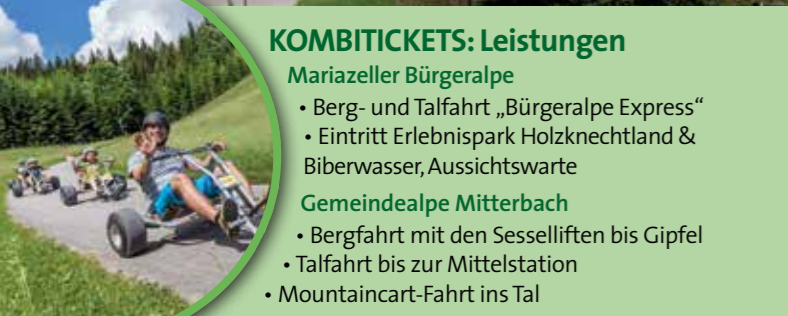 KOMBITICKETS: Leistungen
Mariazeller Bürgeralpe
• Berg- und Talfahrt „Bürgeralpe Express“
• Eintritt Erlebnispark Holzknechtland &
Biberwasser, Aussichtswarte
Gemeindealpe Mitterbach
• Bergfahrt mit den Sesselliften bis Gipfel
• Talfahrt bis zur Mittelstation
• Mountaincart-Fahrt ins Tal